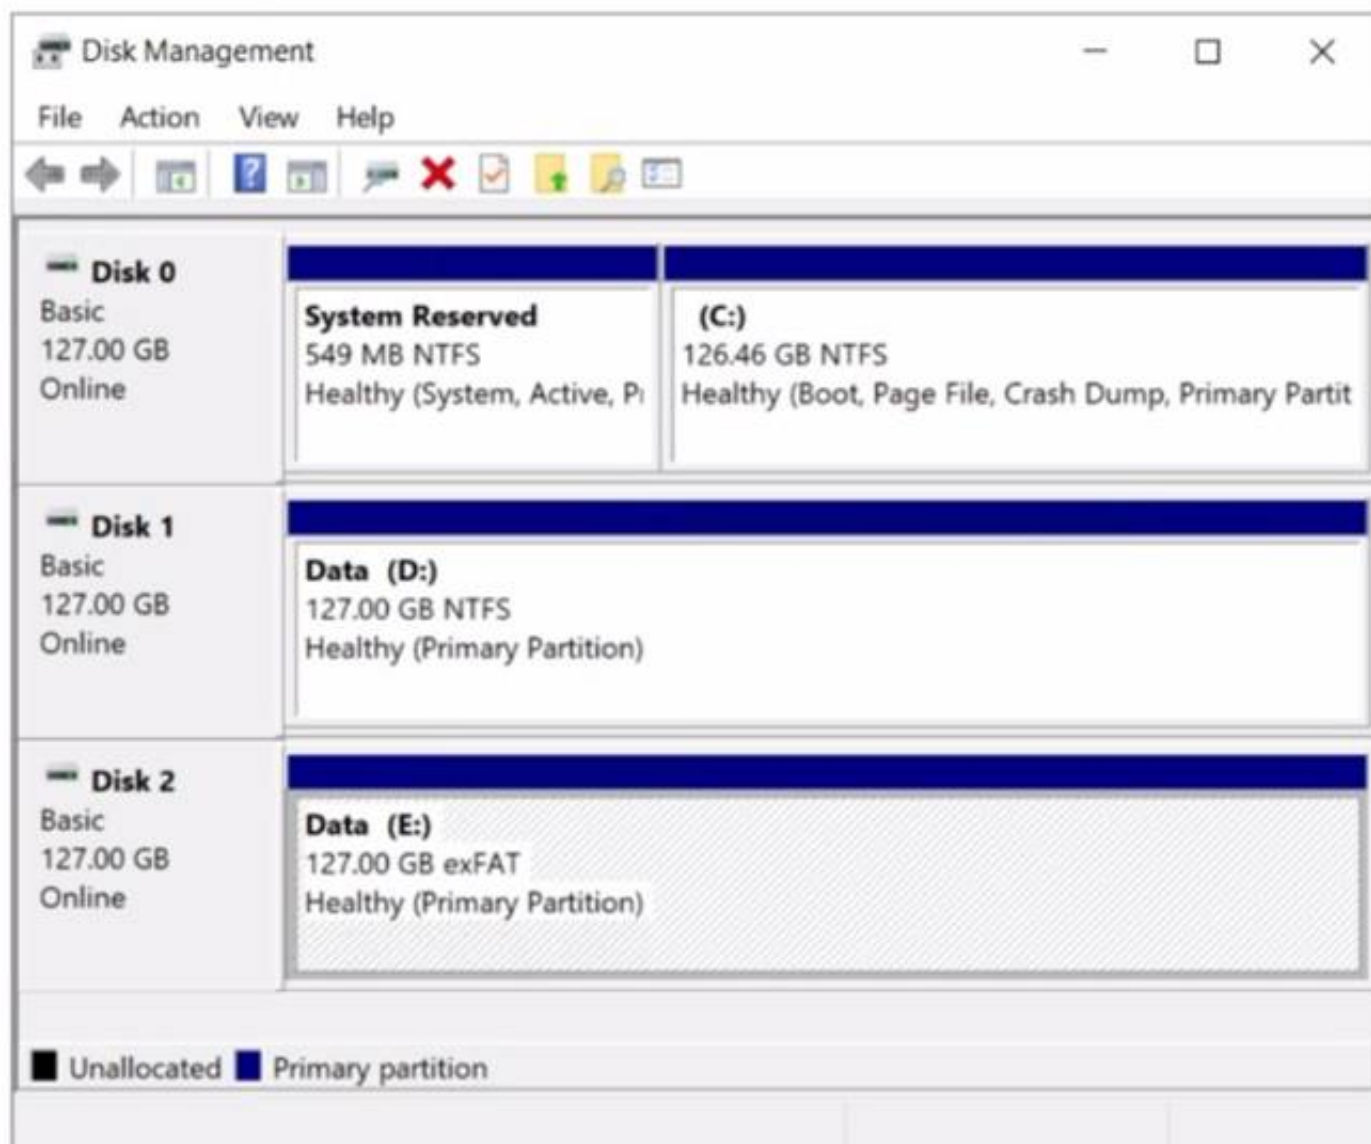 Disk Management
File Action View Help
Disk 0
Basic
127.00 GB
Online
System Reserved
549 MB NTFS
Healthy (System, Active, Pr
(C:)
126.46 GB NTFS
Healthy (Boot, Page File, Crash Dump, Primary Partit
Disk 1
Basic
127.00 GB
Online
Data (D:)
127.00 GB NTFS
Healthy (Primary Partition)
Disk 2
Basic
127.00 GB
Online
Data (E:)
127.00 GB exFAT
Healthy (Primary Partition)
Unallocated Primary partition